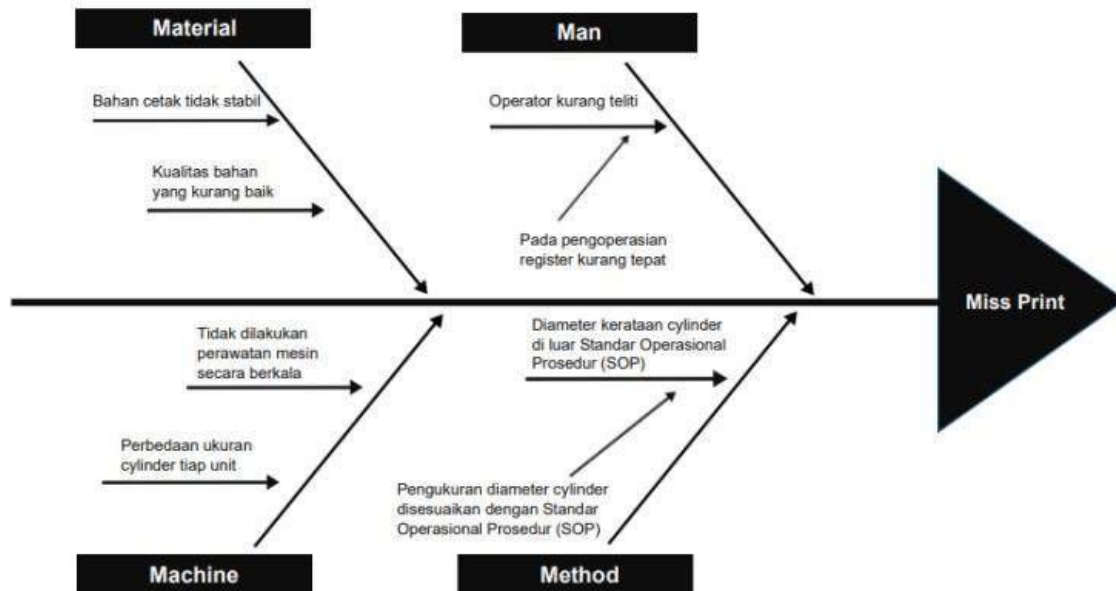 Material
Man
Bahan cetak tidak stabil
Operator kurang teliti
Kualitas bahan
yang kurang baik
Pada pengoperasian
register kurang tepat
Miss Print
Tidak dilakukan
perawatan mesin
secara berkala
Diameter kerataan cylinder
di luar Standar Operasional
Prosedur (SOP)
Perbedaan ukuran
cylinder tiap unit
Pengukuran diameter cylinder
disesuaikan dengan Standar
Operasional Prosedur (SOP)
Machine
Method